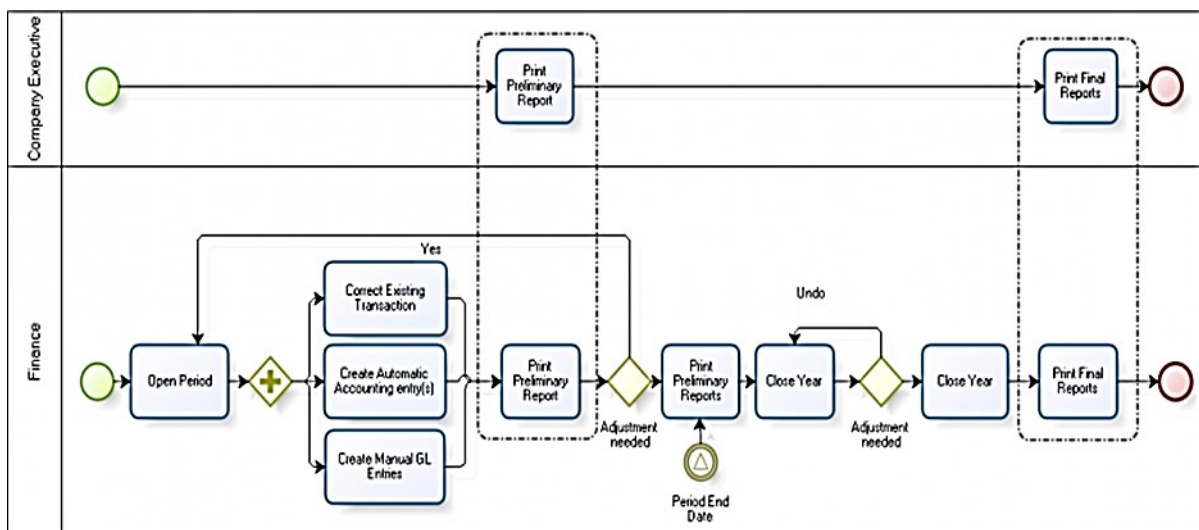 Company Executive
Print
Preliminary
Report
Print Final
Reports
Finance
Yes
Correct Existing
Transaction
Undo
Open Period
Create Automatic
Accounting entry(s)
Print
Preliminary
Report
Adjustment
needed
Print
Preliminary
Reports
Close Year
Adjustment
needed
Close Year
Print Final
Reports
Create Manual GL
Entries
Period End
Date